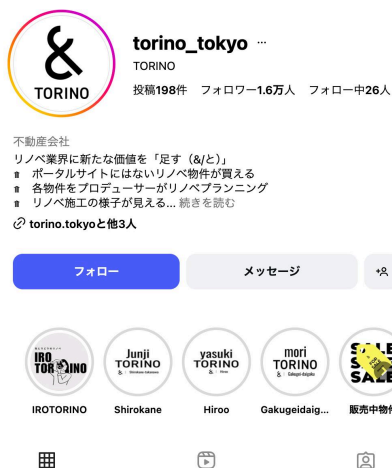 &
TORINO
torino_tokyo ...
TORINO
投稿198件 フォロワー1.6万人 フォロー中26人
不動産会社
リノベ業界に新たな価値を「足す（&/と）」
ポータルサイトにはないリノベ物件が買える
各物件をプロデューサーがリノベプランニング
リノベ施工の様子が見える... 続きを読む
torino.tokyoと他3人
フォロー
メッセージ
IRO
TORINO
Junji
TORINO
&
yasuki
TORINO
& Hiroo
mori
TORINO
& Gakugei-daigaku
SALE
SALE
IROTORINO
Shirokane
Hiroo
Gakugeidaig...
販売中物件